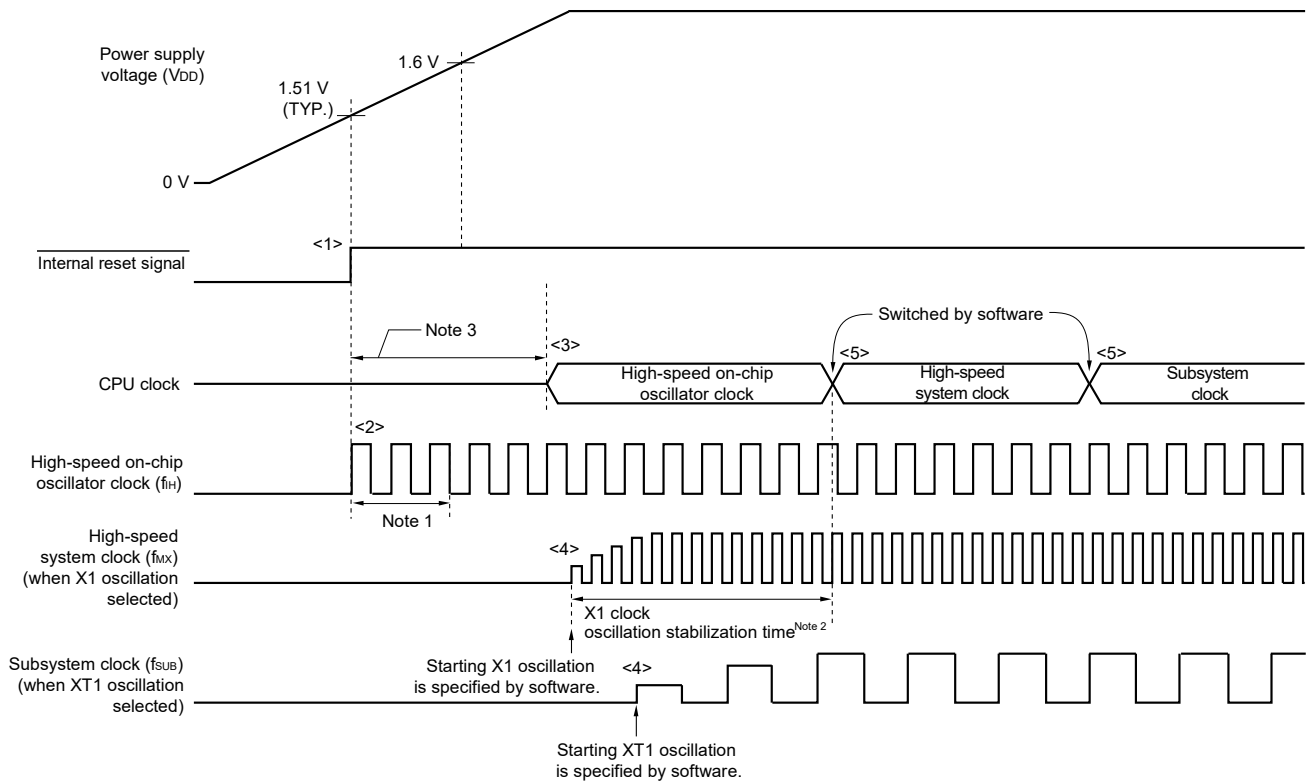 Power supply
voltage (VDD)
1.6 V
1.51 V
(TYP.)
0 V
<1>
Internal reset signal
Note 3
Switched by software
<3>
<5>
<5>
CPU clock
High-speed on-chip
oscillator clock
High-speed
system clock
Subsystem
clock
<2>
High-speed on-chip
oscillator clock (fIH)
Note 1
High-speed
system clock (fMX)
(when X1 oscillation
selected)
<4>
X1 clock
oscillation stabilization time Note 2
Starting X1 oscillation
is specified by software.
Subsystem clock (fSUB)
(when XT1 oscillation
selected)
<4>
Starting XT1 oscillation
is specified by software.